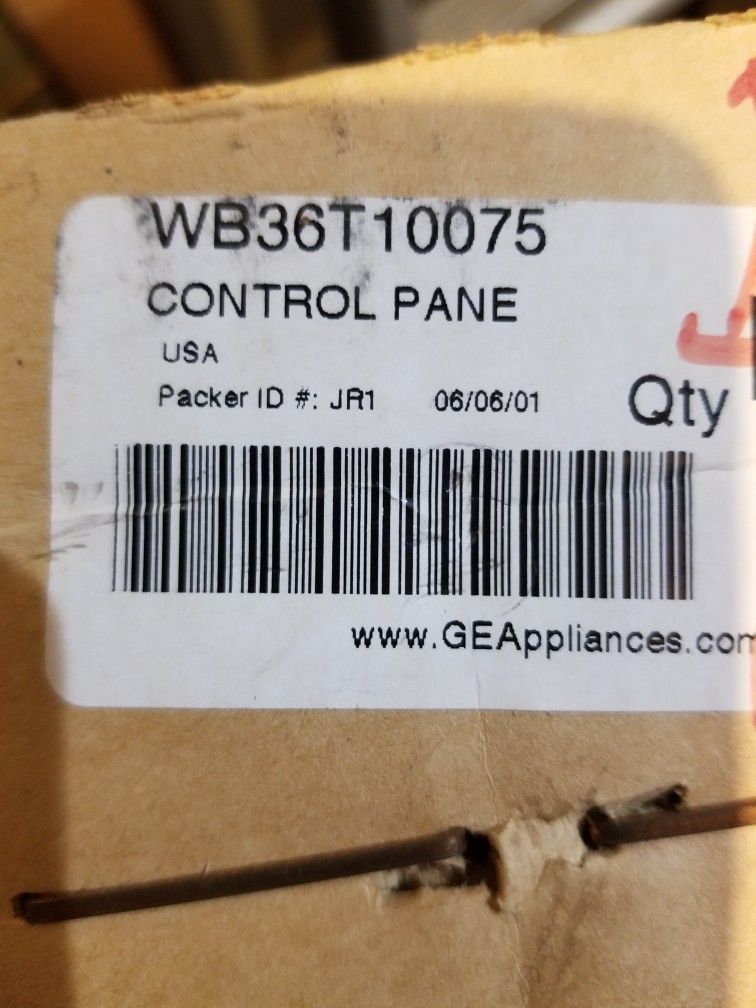 WB36T10075
CONTROL PANE
USA
Packer ID #: JR1 06/06/01
Qty
www.GEAppliances.com